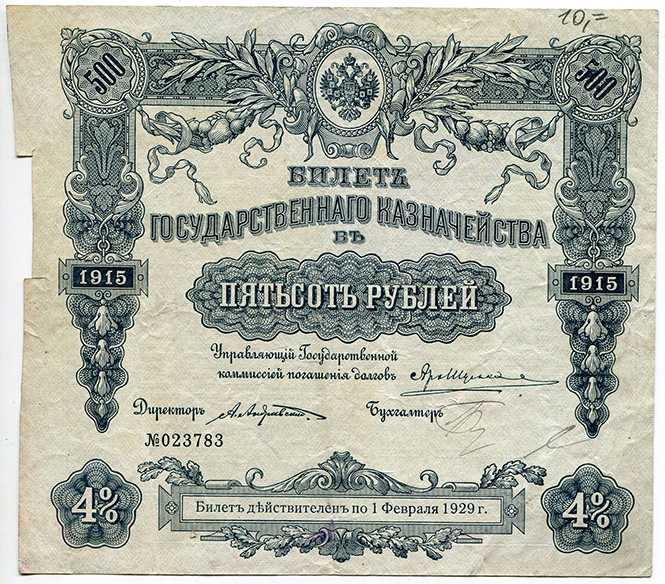 10,=
500
500
БИЛЕТЪ
ГОСУДАРСТВЕННАГО КАЗНАЧЕЙСТВА
ВЪ
1915
ПЯТЬСОТЪ РУБЛЕЙ
1915
Управляющій Государственной
коммиссіей погашенія долговъ
Директоръ
Бухгалтеръ
№023783
4%
Билетъ дѣйствителенъ по 1 Февраля 1929 г.
4%